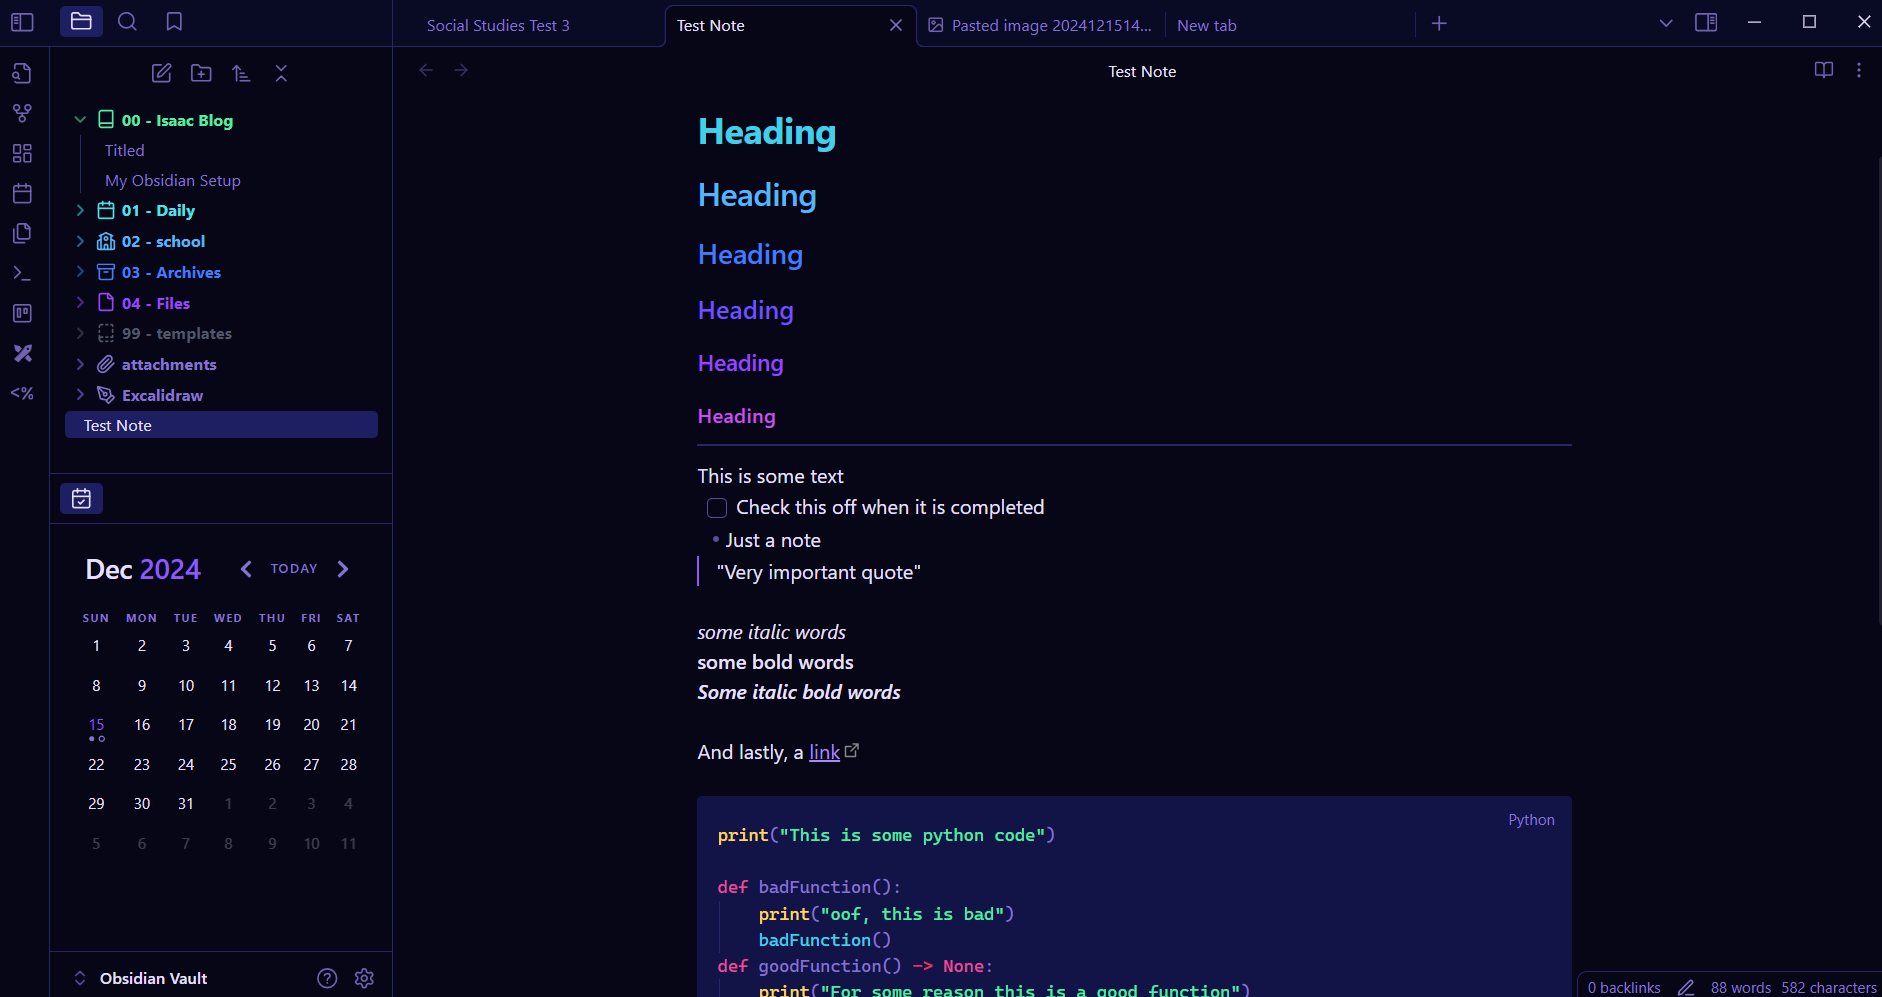 Social Studies Test 3
Test Note
Pasted image 2024121514...
New tab
Test Note
00 - Isaac Blog
Titled
My Obsidian Setup
01 - Daily
02 - school
03 - Archives
04 - Files
99 - templates
attachments
Excalidraw
Test Note
<%
Dec 2024
TODAY
SUN MON TUE WED THU FRI SAT
1 2 3 4 5 6 7
8 9 10 11 12 13 14
15 16 17 18 19 20 21
22 23 24 25 26 27 28
29 30 31 1 2 3 4
5 6 7 8 9 10 11
Obsidian Vault
Heading
Heading
Heading
Heading
Heading
Heading
This is some text
Check this off when it is completed
• Just a note
"Very important quote"
some italic words
some bold words
Some italic bold words
And lastly, a link
Python
print("This is some python code")
def badFunction():
print("oof, this is bad")
badFunction()
def goodFunction() -> None:
print("For some reason this is a good function")
0 backlinks 88 words 582 characters